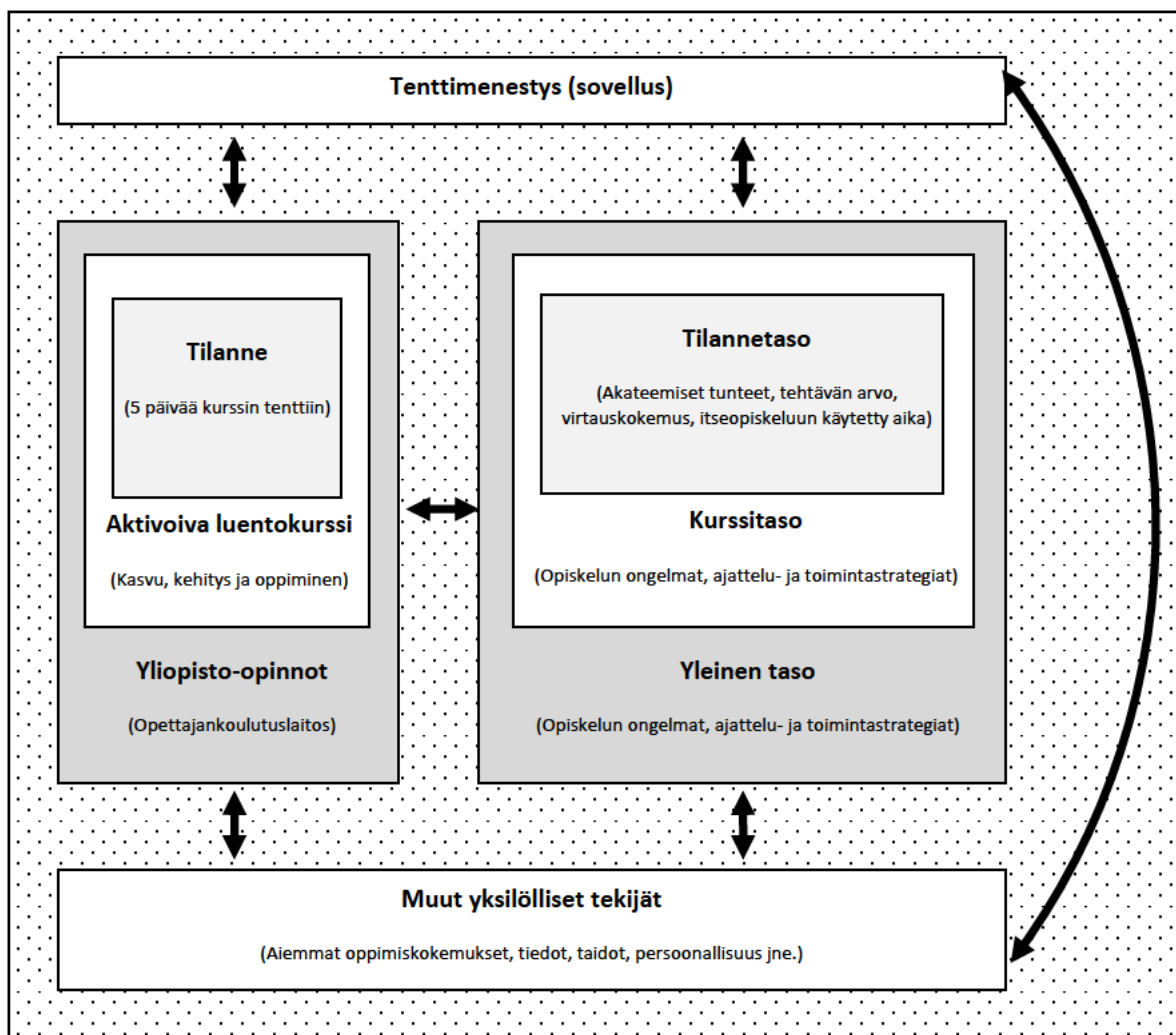 Tenttimenestys (sovellus)
Tilanne
(5 päivää kurssin tenttiin)
Aktivoiva luentokurssi
(Kasvu, kehitys ja oppiminen)
Yliopisto-opinnot
(Opettajankoulutuslaitos)
Tilannetaso
(Akateemiset tunteet, tehtävän arvo,
virtauskokemus, itseopiskeluun käytetty aika)
Kurssitaso
(Opiskelun ongelmat, ajattelu- ja toimintastrategiat)
Yleinen taso
(Opiskelun ongelmat, ajattelu- ja toimintastrategiat)
Muut yksilölliset tekijät
(Aiemmat oppimiskokemukset, tiedot, taidot, persoonallisuus jne.)